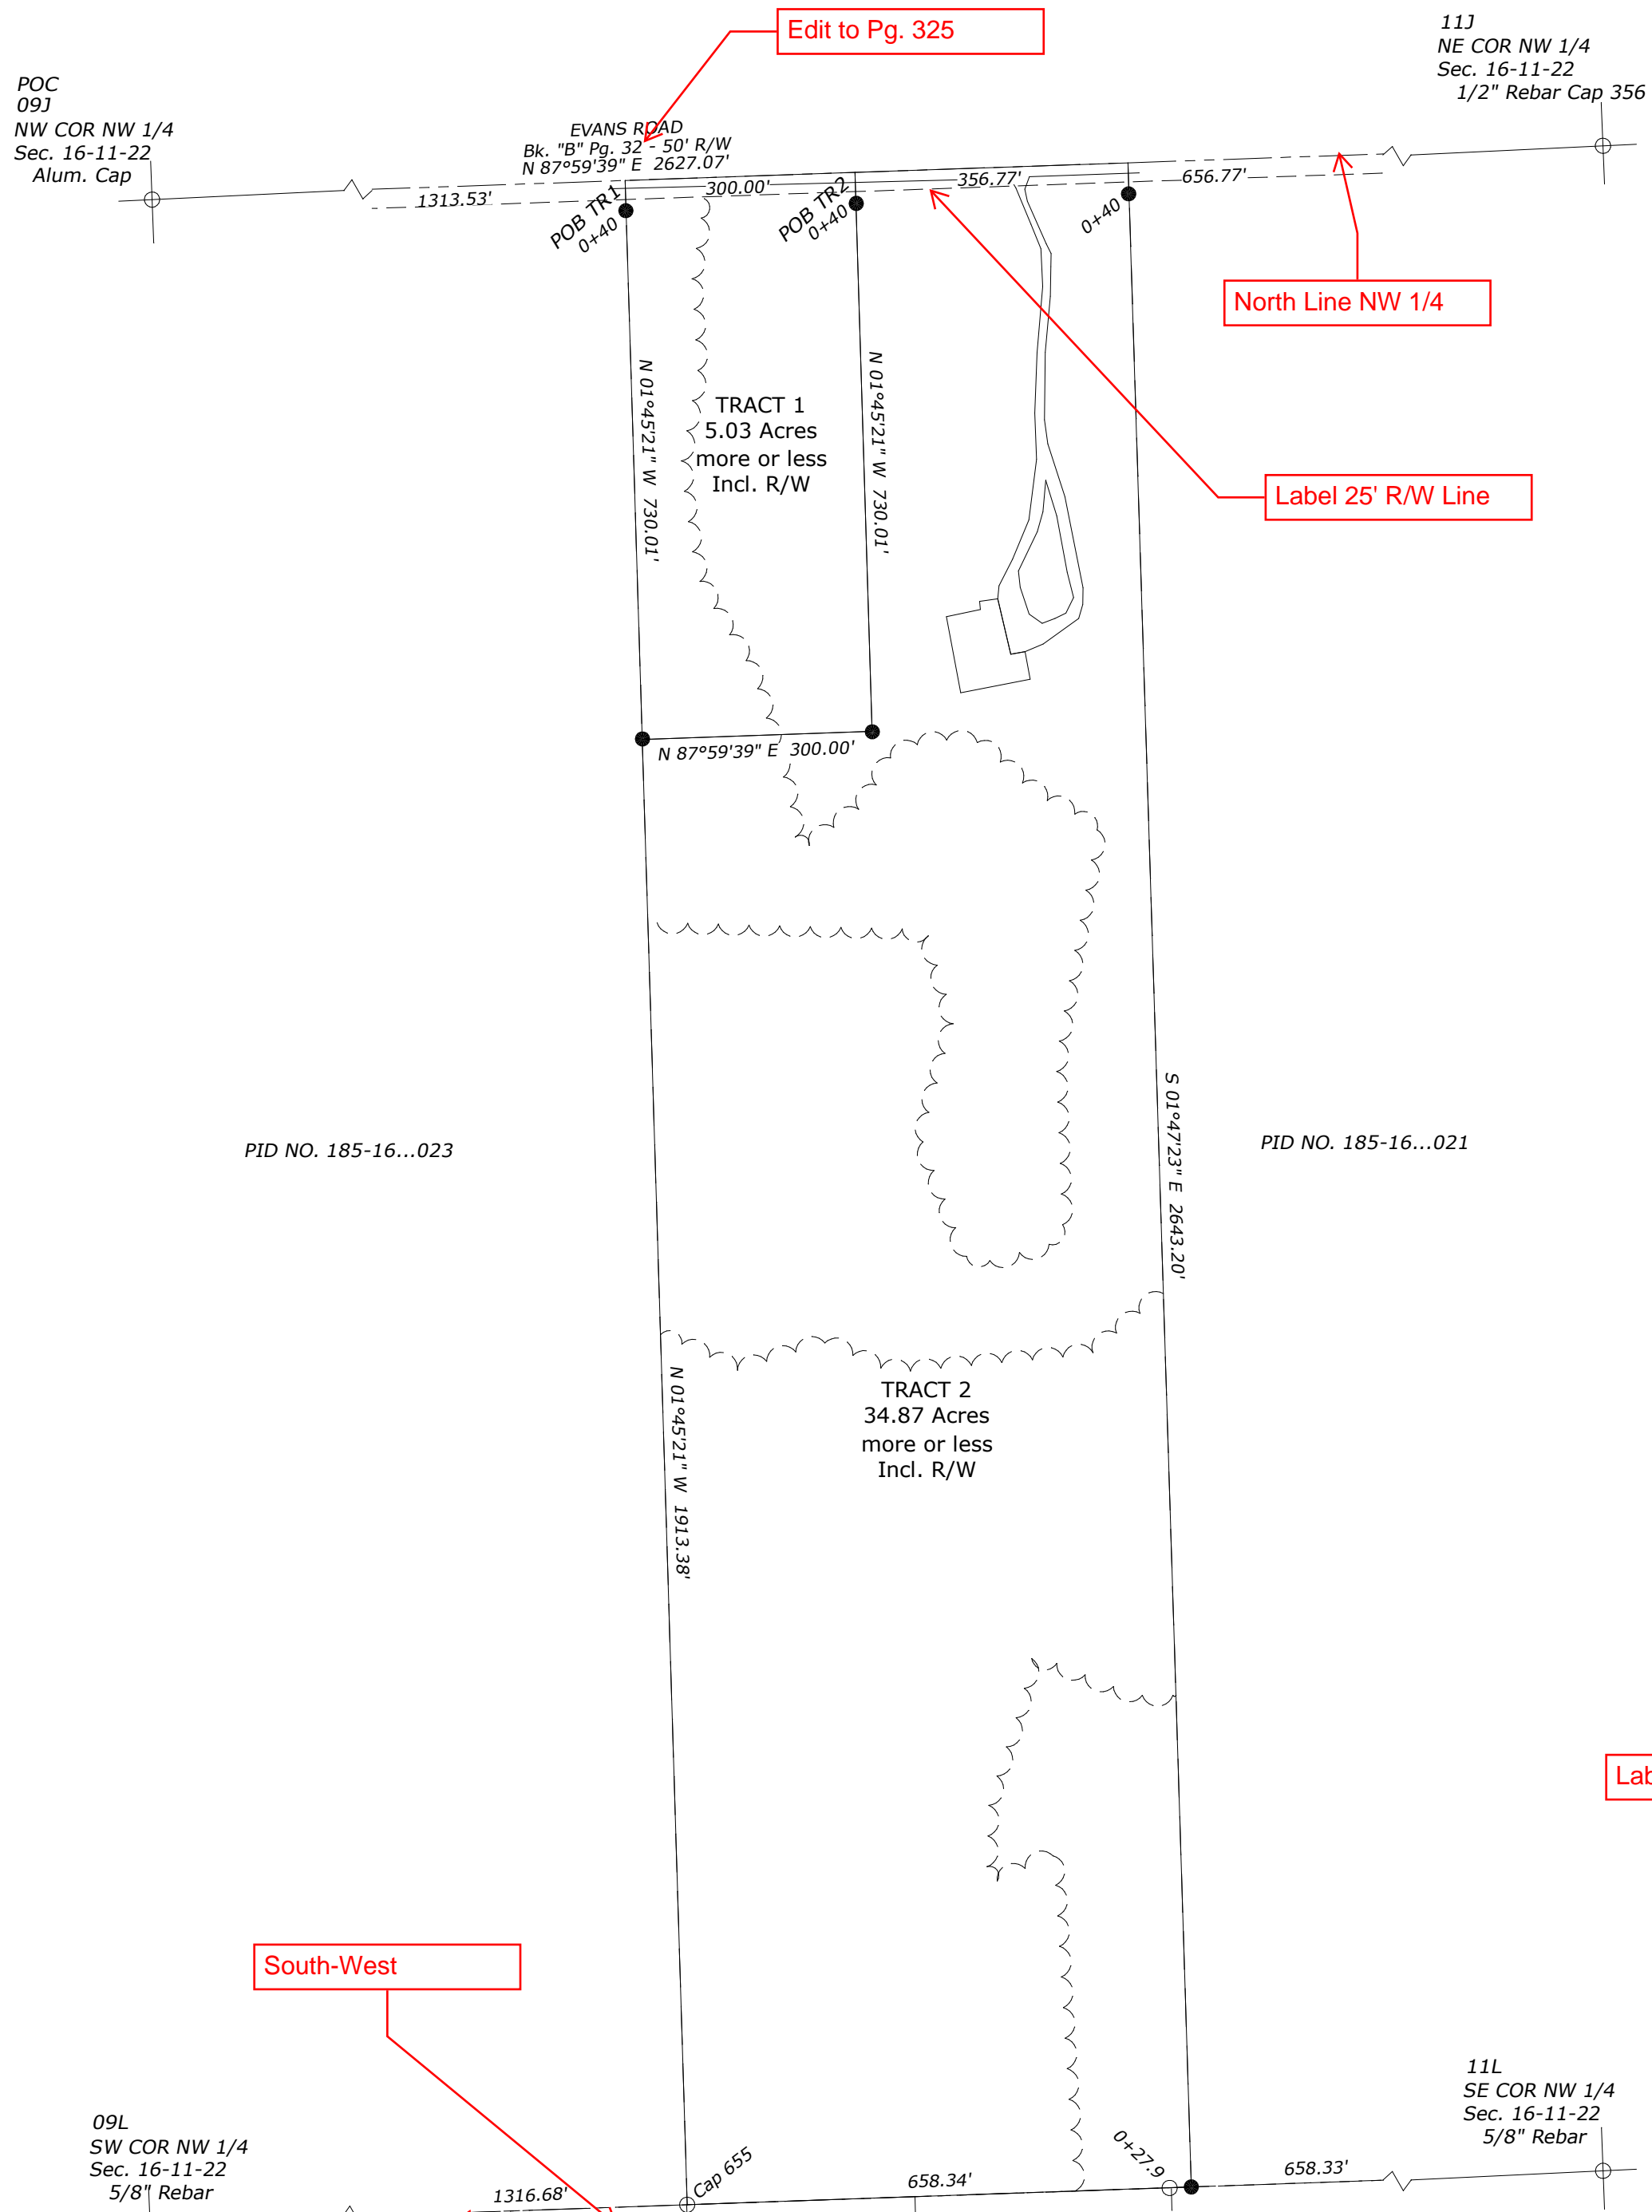 Edit to Pg. 325
11J
NE COR NW 1/4
Sec. 16-11-22
1/2" Rebar Cap 356
POC
09J
NW COR NW 1/4
Sec. 16-11-22
Alum. Cap
EVANS ROAD
Bk. "B" Pg. 32 - 50' R/W
N 87°59'39" E 2627.07'
1313.53'
300.00'
356.77'
656.77'
POB TR1
0+40
POB TR2
0+40
0+40
North Line NW 1/4
Label 25' R/W Line
N 01°45'21" W 730.01'
TRACT 1
5.03 Acres
more or less
Incl. R/W
N 01°45'21" W 730.01'
N 87°59'39" E 300.00'
PID NO. 185-16...023
S 01°47'23" E 2643.20'
PID NO. 185-16...021
N 01°45'21" W 1913.38'
TRACT 2
34.87 Acres
more or less
Incl. R/W
South-West
09L
SW COR NW 1/4
Sec. 16-11-22
5/8" Rebar
1316.68'
Cap 655
658.34'
0+27.9
658.33'
11L
SE COR NW 1/4
Sec. 16-11-22
5/8" Rebar